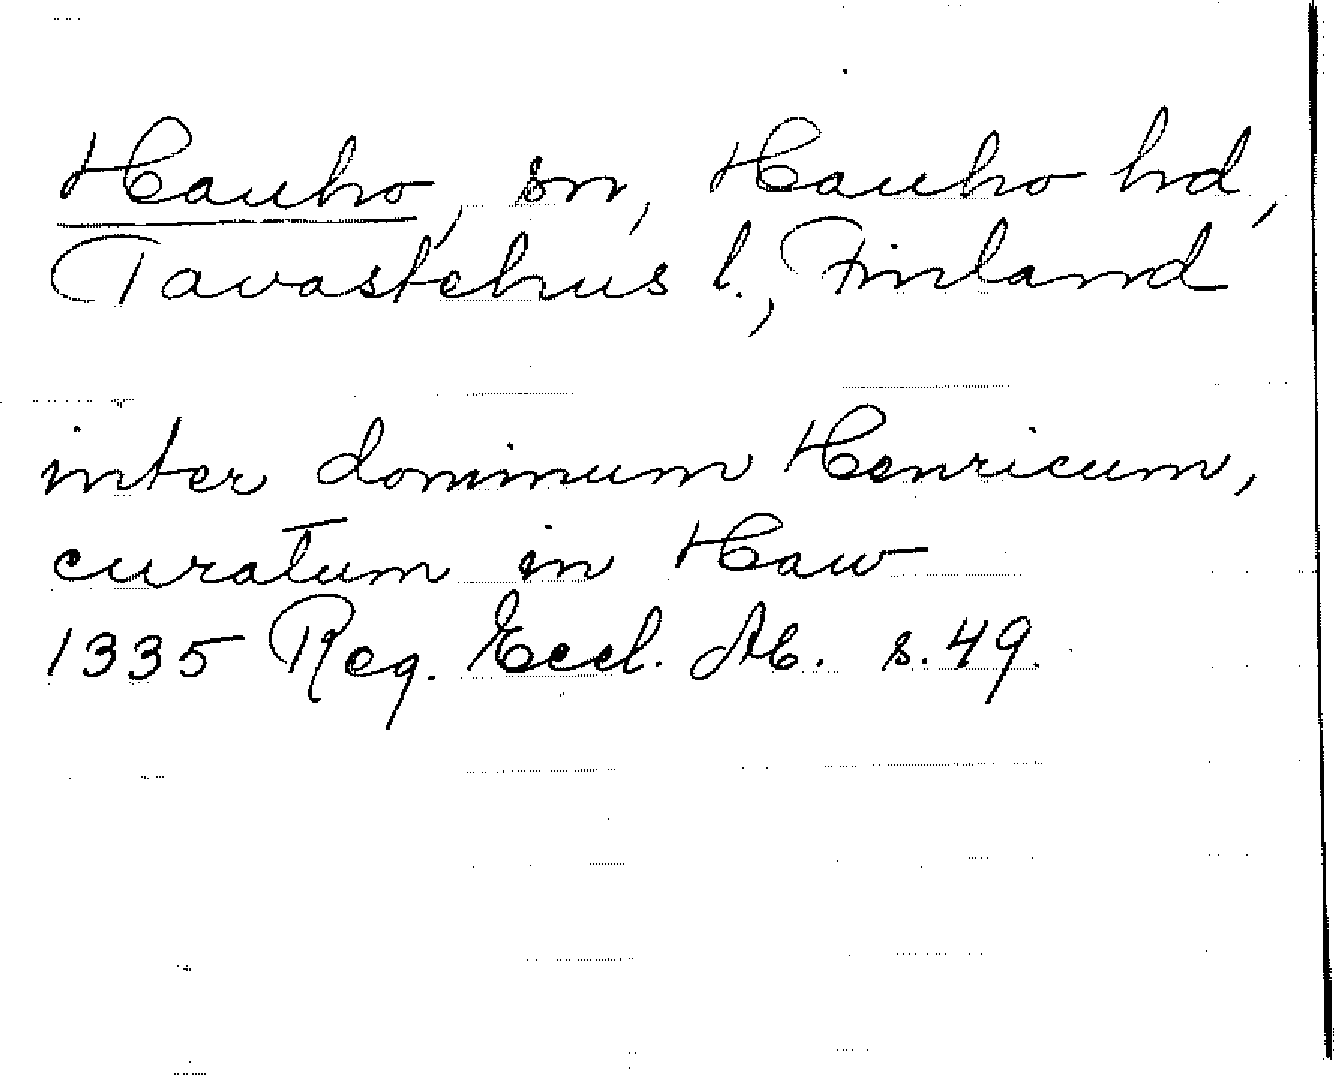 Hauho, sn, Hauho hd,
Tavastehus l., Finland
inter dominum Henricum,
curatum in Haw
1335 Reg. Eccl. Ab. s. 49.